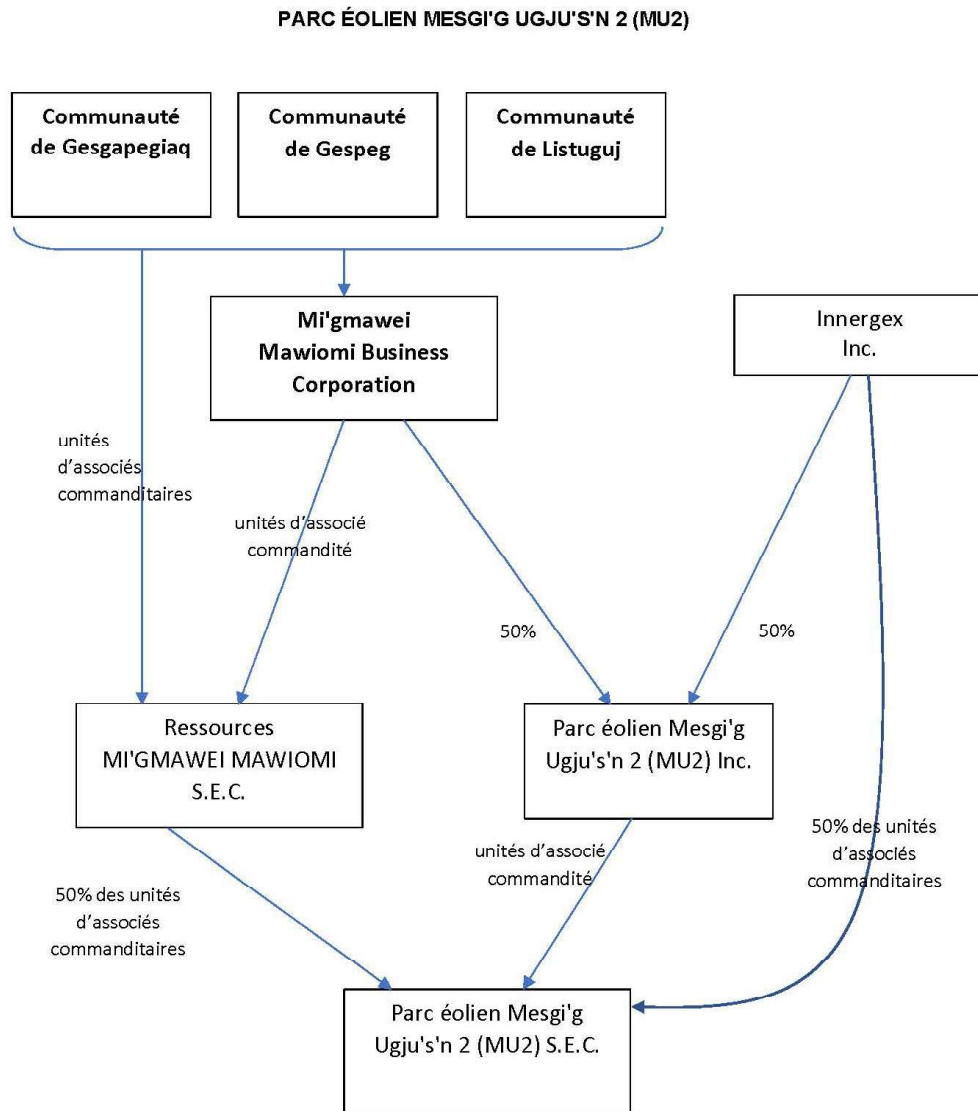 PARC ÉOLIEN MESGI'G UGJU'S'N 2 (MU2)
Communauté
de Gesgapegiaq
Communauté
de Gespeg
Communauté
de Listuguj
Mi'gmawei
Mawiomi Business
Corporation
Innergex
Inc.
unités
d’associés
commanditaires
unités d’associé
commandité
50%
50%
Ressources
MI'GMAWEI MAWIOMI
S.E.C.
Parc éolien Mesgi'g
Ugju's'n 2 (MU2) Inc.
50% des unités
d’associés
commanditaires
unités d’associé
commandité
50% des unités
d’associés
commanditaires
Parc éolien Mesgi'g
Ugju's'n 2 (MU2) S.E.C.